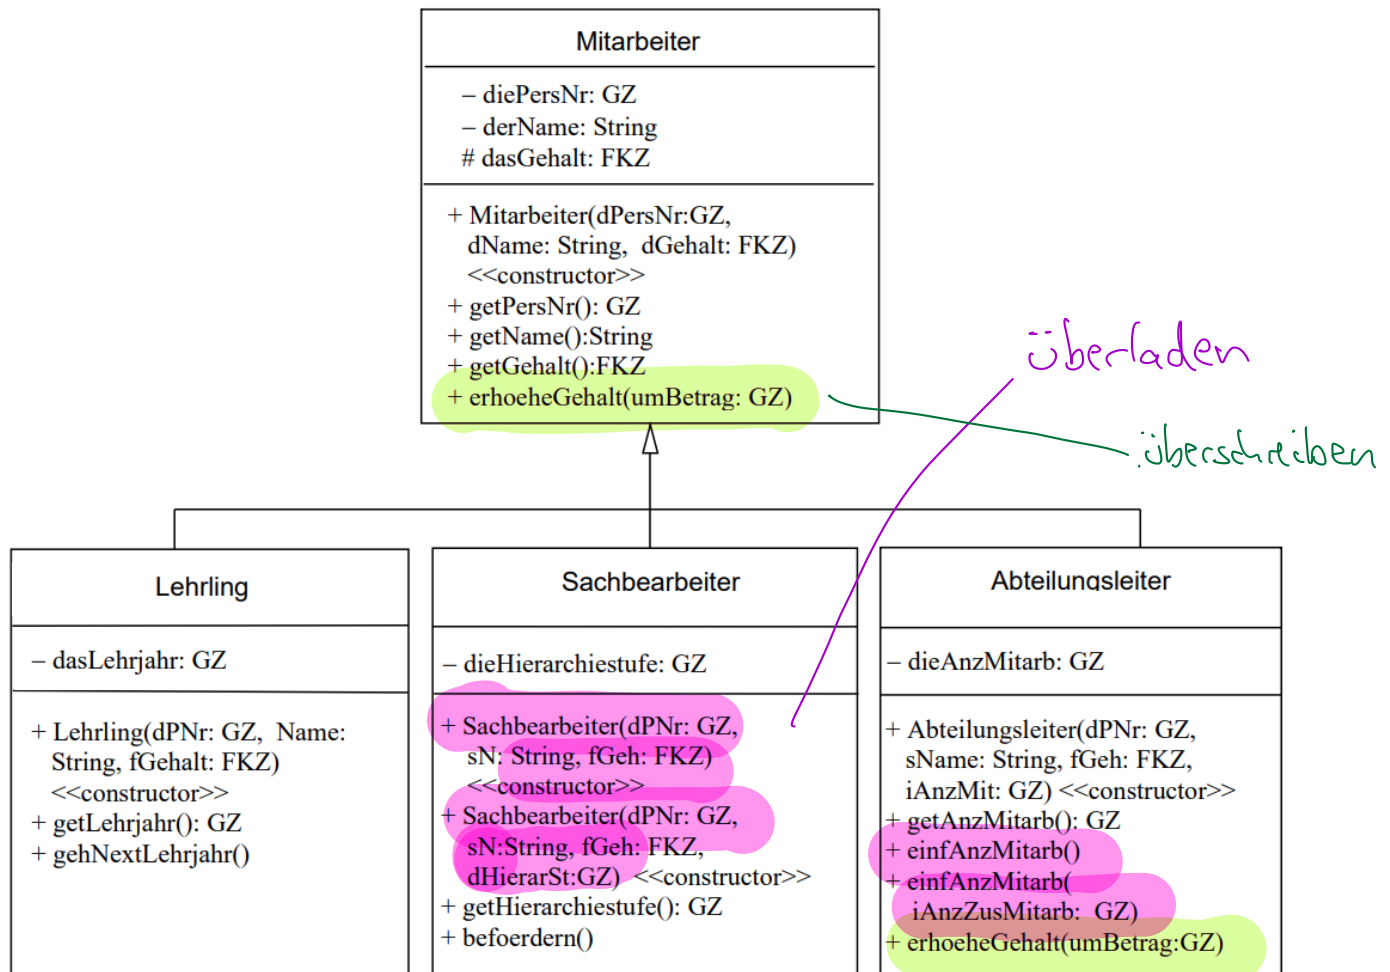 Mitarbeiter
– diePersNr: GZ
– derName: String
# dasGehalt: FKZ
+ Mitarbeiter(dPersNr:GZ,
dName: String, dGehalt: FKZ)
<<constructor>>
+ getPersNr(): GZ
+ getName():String
+ getGehalt():FKZ
+ erhoeheGehalt(umBetrag: GZ)
überladen
überschreiben
Lehrling
– dasLehrjahr: GZ
+ Lehrling(dPNr: GZ, Name:
String, fGehalt: FKZ)
<<constructor>>
+ getLehrjahr(): GZ
+ gehNextLehrjahr()
Sachbearbeiter
– dieHierarchiestufe: GZ
+ Sachbearbeiter(dPNr: GZ,
sN: String, fGeh: FKZ)
<<constructor>>
+ Sachbearbeiter(dPNr: GZ,
sN:String, fGeh: FKZ,
dHierarSt:GZ) <<constructor>>
+ getHierarchiestufe(): GZ
+ befoerdern()
Abteilungsleiter
– dieAnzMitarb: GZ
+ Abteilungsleiter(dPNr: GZ,
sName: String, fGeh: FKZ,
iAnzMit: GZ) <<constructor>>
+ getAnzMitarb(): GZ
+ einfAnzMitarb()
+ einfAnzMitarb(
iAnzZusMitarb: GZ)
+ erhoeheGehalt(umBetrag:GZ)